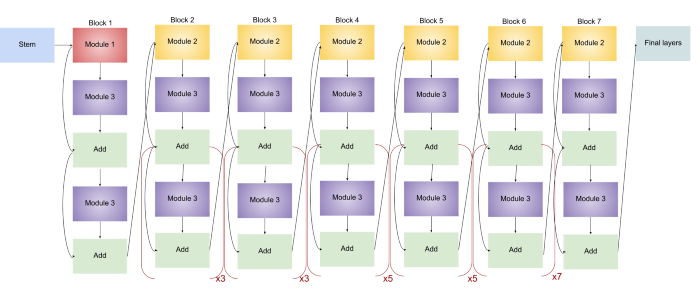 Block 1
Block 2
Block 3
Block 4
Block 5
Block 6
Block 7
Stem
Module 1
Module 2
Module 2
Module 2
Module 2
Module 2
Module 2
Final layers
Module 3
Module 3
Module 3
Module 3
Module 3
Module 3
Module 3
Add
Add
Add
Add
Add
Add
Add
Module 3
Module 3
Module 3
Module 3
Module 3
Module 3
Module 3
Add
Add
Add
Add
Add
Add
Add
x3
x3
x5
x5
x7